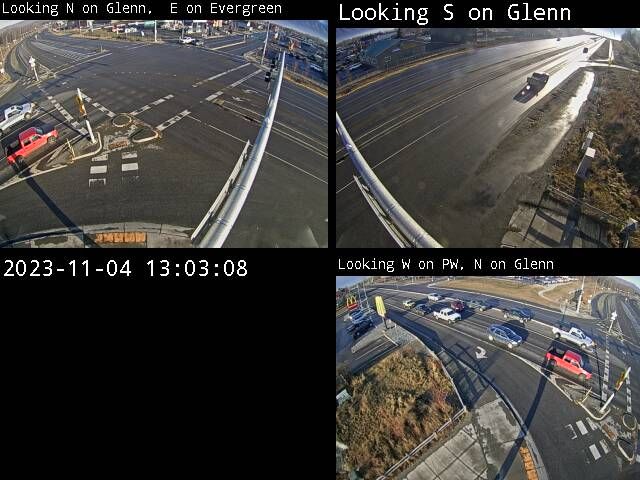 Looking N on Glenn,  E on Evergreen
Looking S on Glenn
2023-11-04 13:03:08
Looking W on PW, N on Glenn